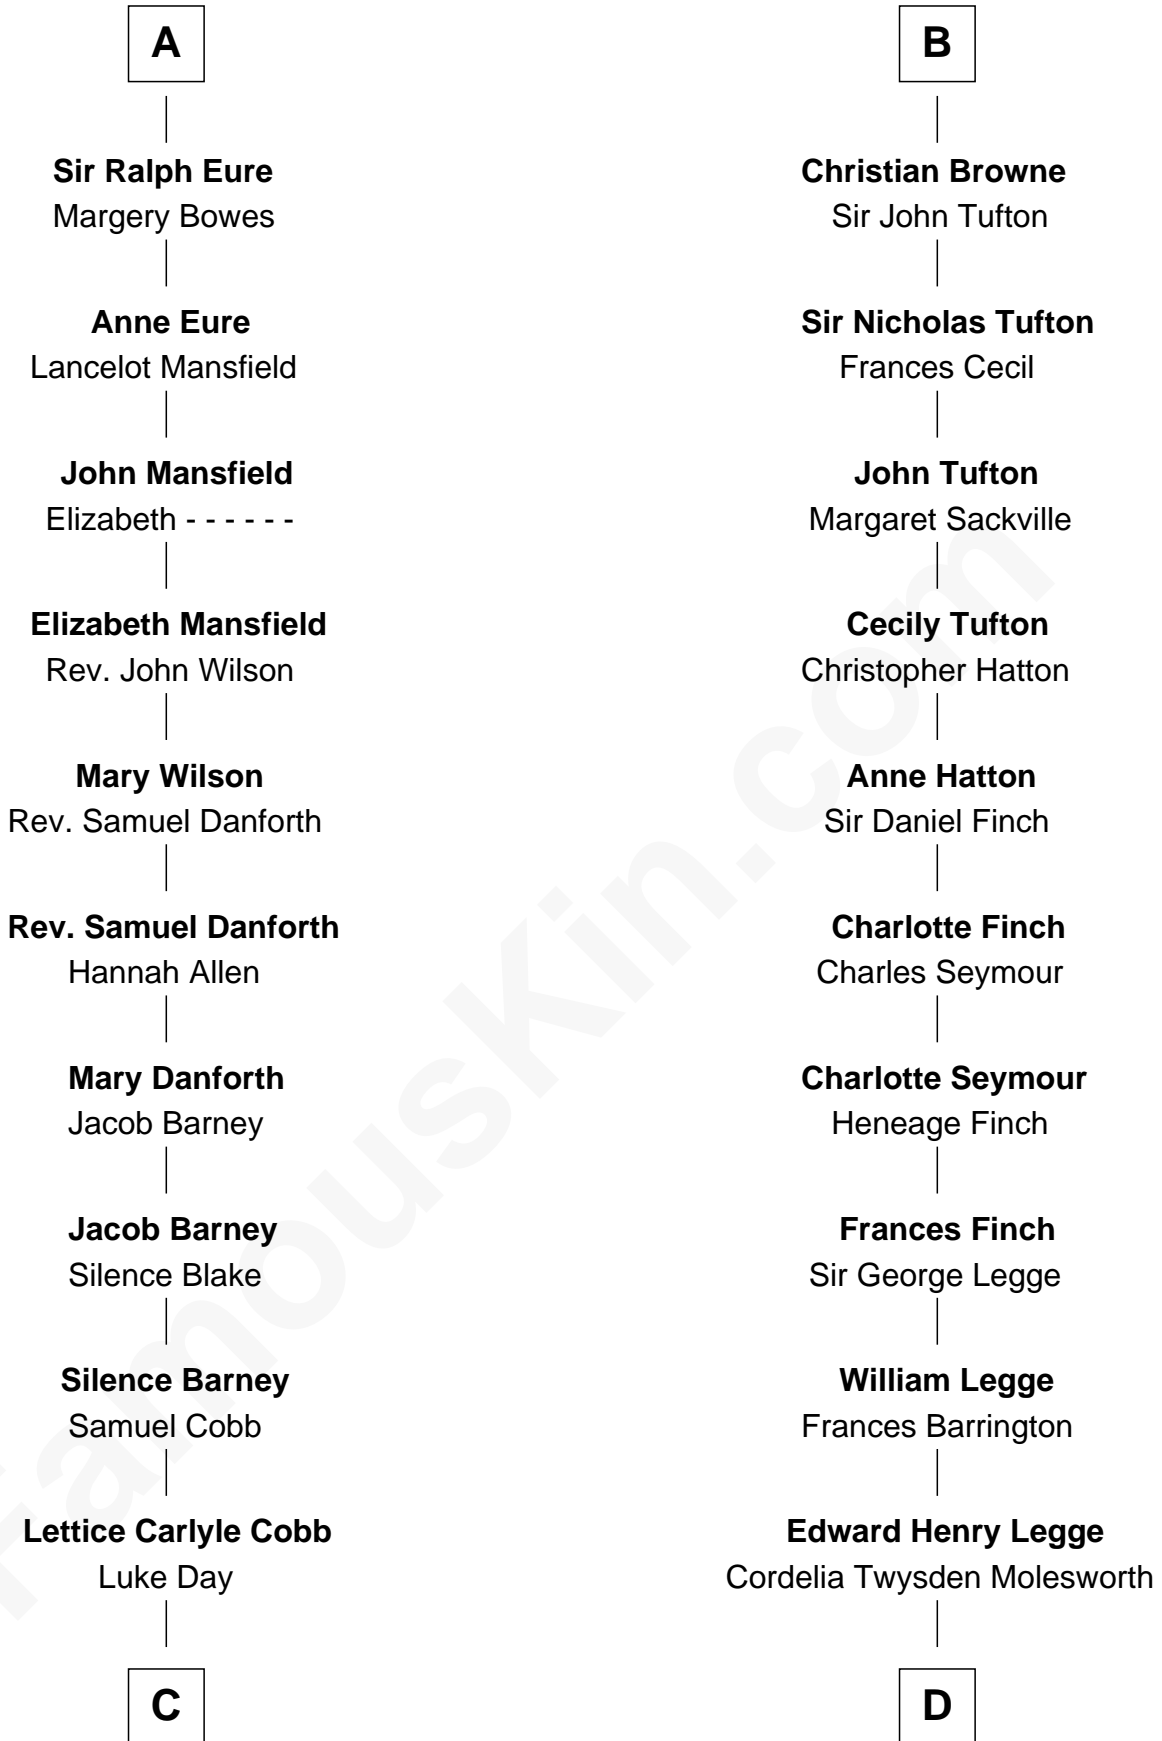 A
Sir Ralph Eure
Margery Bowes
Anne Eure
Lancelot Mansfield
John Mansfield
Elizabeth - - - - - -
Elizabeth Mansfield
Rev. John Wilson
Mary Wilson
Rev. Samuel Danforth
Rev. Samuel Danforth
Hannah Allen
Mary Danforth
Jacob Barney
Jacob Barney
Silence Blake
Silence Barney
Samuel Cobb
Lettice Carlyle Cobb
Luke Day
C
B
Christian Browne
Sir John Tufton
Sir Nicholas Tufton
Frances Cecil
John Tufton
Margaret Sackville
Cecily Tufton
Christopher Hatton
Anne Hatton
Sir Daniel Finch
Charlotte Finch
Charles Seymour
Charlotte Seymour
Heneage Finch
Frances Finch
Sir George Legge
William Legge
Frances Barrington
Edward Henry Legge
Cordelia Twysden Molesworth
D
FamousKin.com